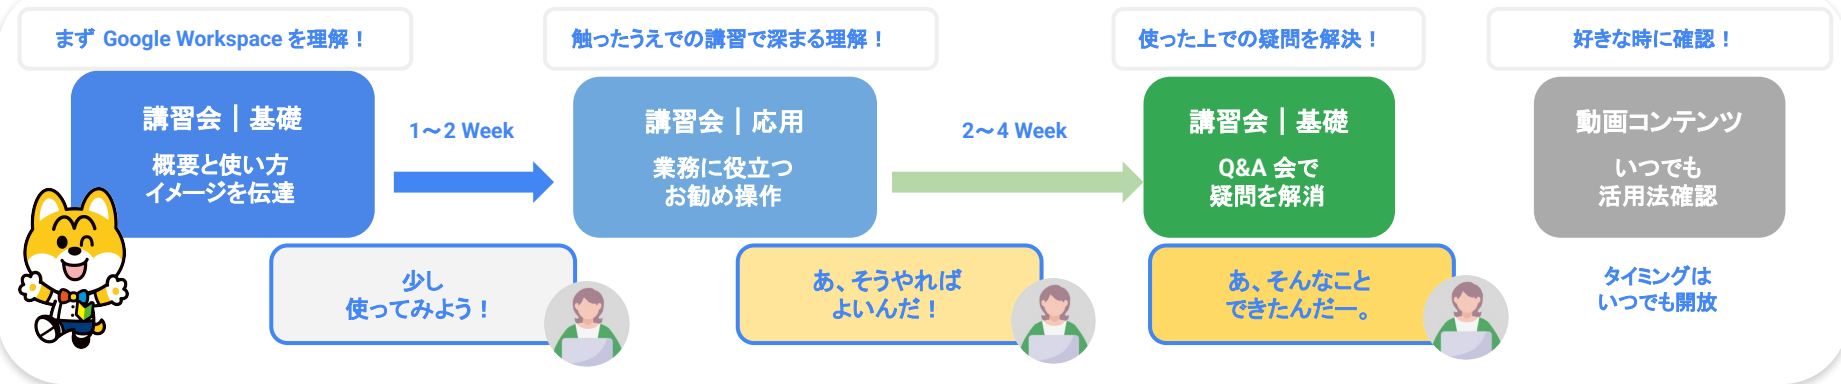 まず Google Workspace を理解！
講習会｜基礎
概要と使い方
イメージを伝達
少し
使ってみよう！
1〜2 Week
触ったうえでの講習で深まる理解！
講習会｜応用
業務に役立つ
お勧め操作
あ、そうやれば
よいんだ！
2〜4 Week
使った上での疑問を解決！
講習会｜基礎
Q&A 会で
疑問を解消
あ、そんなこと
できたんだー。
好きな時に確認！
動画コンテンツ
いつでも
活用法確認
タイミングは
いつでも開放